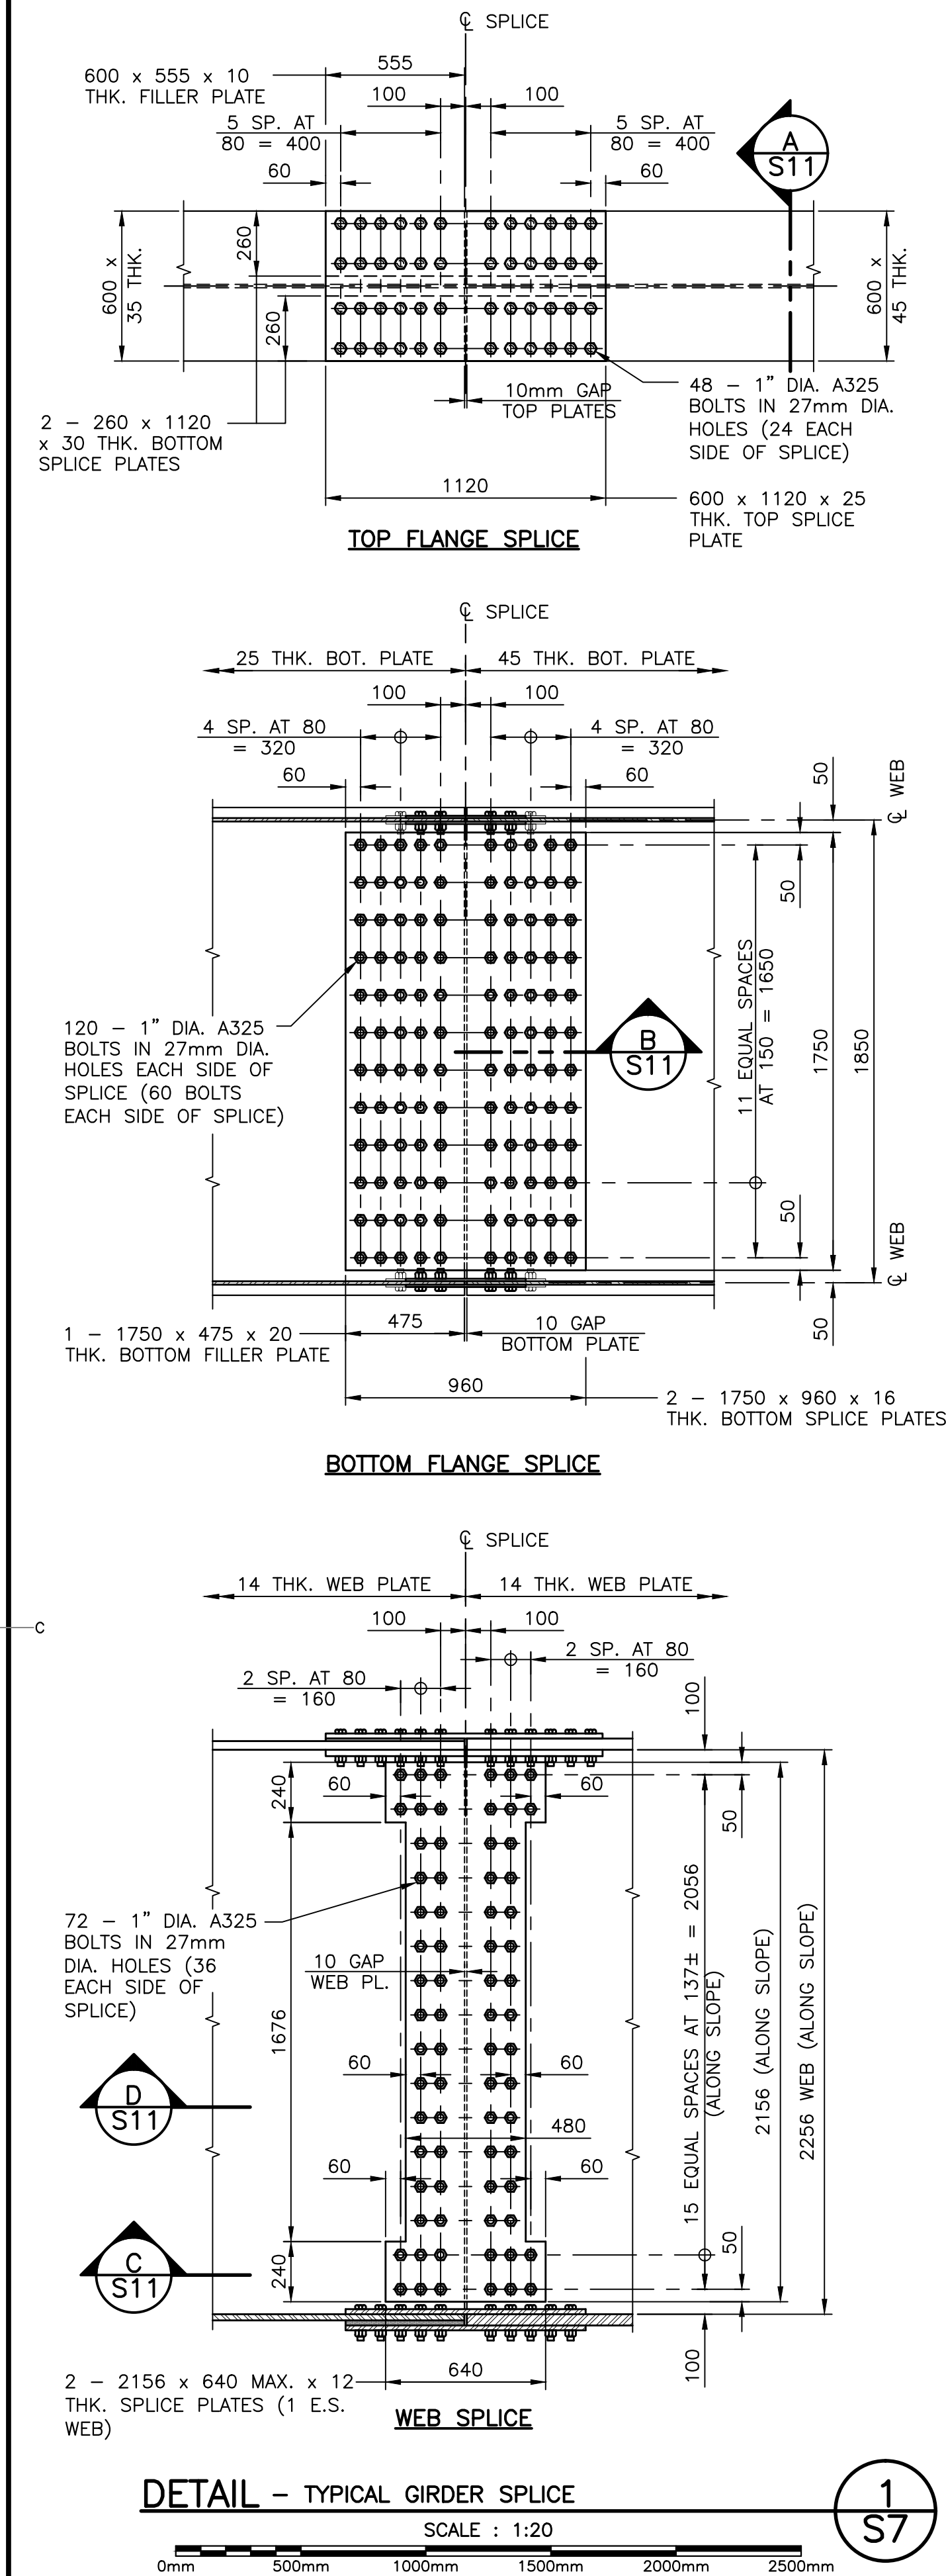 ℄ SPLICE
555
600 x 555 x 10
THK. FILLER PLATE
100
100
5 SP. AT
80 = 400
5 SP. AT
80 = 400
A
S11
60
60
600 x
35 THK.
260
260
600 x
45 THK.
10mm GAP
TOP PLATES
48 – 1" DIA. A325
BOLTS IN 27mm DIA.
HOLES (24 EACH
SIDE OF SPLICE)
2 – 260 x 1120
x 30 THK. BOTTOM
SPLICE PLATES
1120
600 x 1120 x 25
THK. TOP SPLICE
PLATE
TOP FLANGE SPLICE
℄ SPLICE
25 THK. BOT. PLATE
45 THK. BOT. PLATE
100
100
4 SP. AT 80
= 320
4 SP. AT 80
= 320
60
60
50
℄ WEB
50
11 EQUAL SPACES
AT 150 = 1650
1750
1850
120 – 1" DIA. A325
BOLTS IN 27mm DIA.
HOLES EACH SIDE OF
SPLICE (60 BOLTS
EACH SIDE OF SPLICE)
B
S11
50
℄ WEB
50
1 – 1750 x 475 x 20
THK. BOTTOM FILLER PLATE
475
10 GAP
BOTTOM PLATE
960
2 – 1750 x 960 x 16
THK. BOTTOM SPLICE PLATES
BOTTOM FLANGE SPLICE
℄ SPLICE
14 THK. WEB PLATE
14 THK. WEB PLATE
C
100
100
2 SP. AT 80
= 160
2 SP. AT 80
= 160
100
240
60
60
50
72 – 1" DIA. A325
BOLTS IN 27mm
DIA. HOLES (36
EACH SIDE OF
SPLICE)
10 GAP
WEB PL.
1676
15 EQUAL SPACES AT 137± = 2056
(ALONG SLOPE)
2156 (ALONG SLOPE)
2256 WEB (ALONG SLOPE)
60
60
D
S11
480
60
60
C
S11
240
50
100
640
2 – 2156 x 640 MAX. x 12
THK. SPLICE PLATES (1 E.S.
WEB)
WEB SPLICE
DETAIL – TYPICAL GIRDER SPLICE
1
S7
SCALE : 1:20
0mm 500mm 1000mm 1500mm 2000mm 2500mm